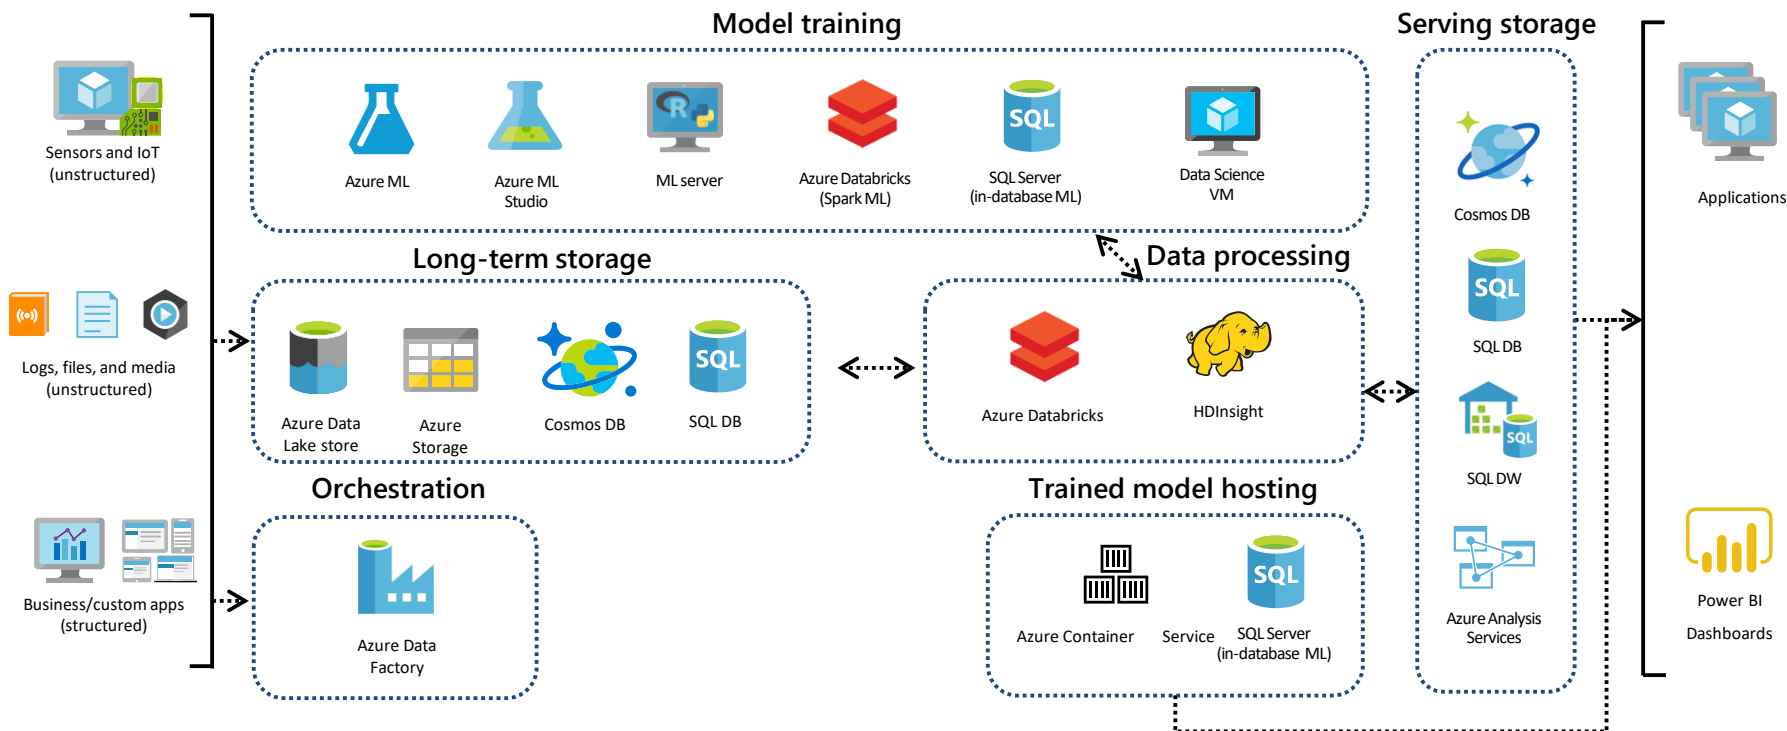 Model training
Serving storage
Sensors and IoT
(unstructured)
Logs, files, and media
(unstructured)
Business/custom apps
(structured)
Azure ML
Azure ML
Studio
R
ML server
Azure Databricks
(Spark ML)
SQL
SQL Server
(in-database ML)
Data Science
VM
Long-term storage
Azure Data
Lake store
Azure
Storage
Cosmos DB
SQL
SQL DB
Data processing
Azure Databricks
HDInsight
Orchestration
Azure Data
Factory
Trained model hosting
Azure Container Service
SQL
SQL Server
(in-database ML)
Cosmos DB
SQL
SQL DB
SQL
SQL DW
Azure Analysis
Services
Applications
Power BI
Dashboards